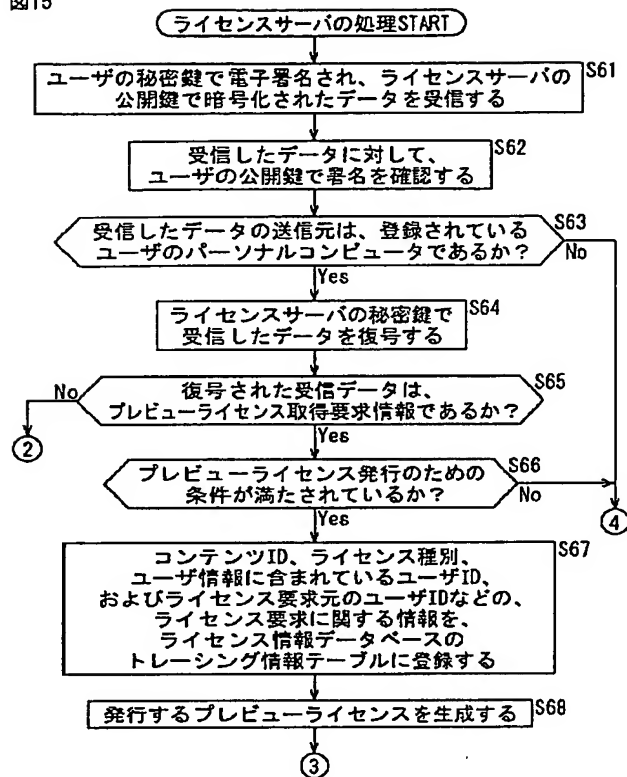 図15
ライセンスサーバの処理START
S61
ユーザの秘密鍵で電子署名され、ライセンスサーバの
公開鍵で暗号化されたデータを受信する
S62
受信したデータに対して、
ユーザの公開鍵で署名を確認する
S63
受信したデータの送信元は、登録されている
ユーザのパーソナルコンピュータであるか?
No
Yes
S64
ライセンスサーバの秘密鍵で
受信したデータを復号する
S65
No
復号された受信データは、
プレビューライセンス取得要求情報であるか?
②
Yes
S66
プレビューライセンス発行のための
条件が満たされているか?
No
④
Yes
S67
コンテンツID、ライセンス種別、
ユーザ情報に含まれているユーザID、
およびライセンス要求元のユーザIDなどの、
ライセンス要求に関する情報を、
ライセンス情報データベースの
トレーシング情報テーブルに登録する
S68
発行するプレビューライセンスを生成する
③